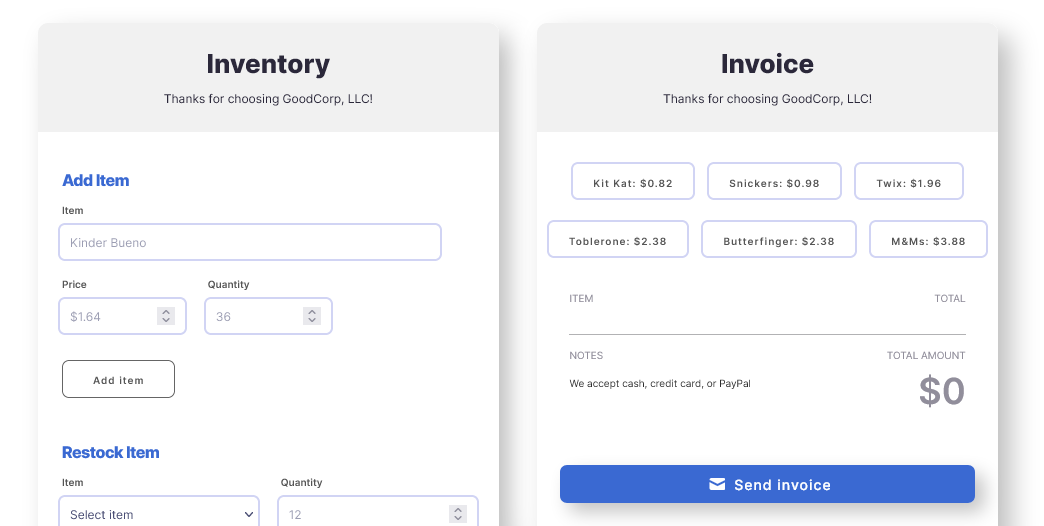 Inventory
Thanks for choosing GoodCorp, LLC!
Add Item
Item
Kinder Bueno
Price Quantity
$1.64 36
Add item
Restock Item
Item Quantity
Select item 12
Invoice
Thanks for choosing GoodCorp, LLC!
Kit Kat: $0.82 Snickers: $0.98 Twix: $1.96
Toblerone: $2.38 Butterfinger: $2.38 M&Ms: $3.88
ITEM TOTAL
NOTES TOTAL AMOUNT
We accept cash, credit card, or PayPal $0
Send invoice